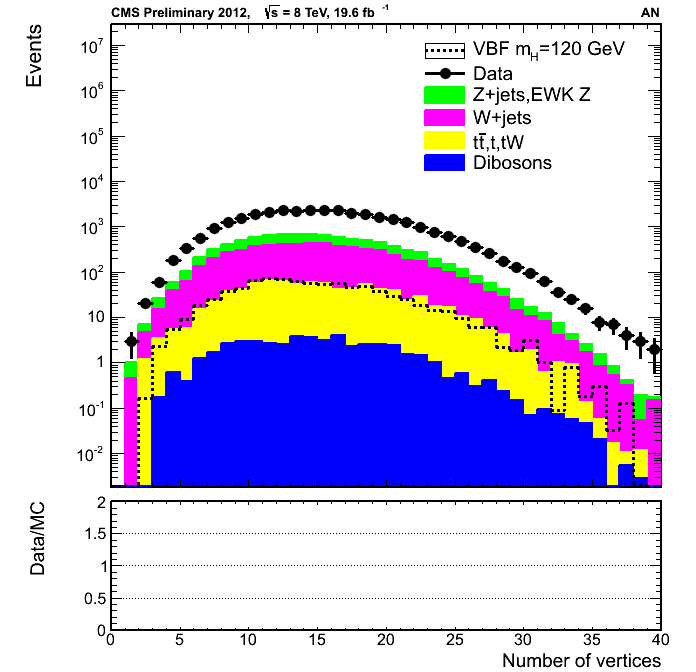 CMS Preliminary 2012, √s = 8 TeV, 19.6 fb⁻¹ AN
Events
10⁷
10⁶
10⁵
10⁴
10³
10²
10
1
10⁻¹
10⁻²
VBF m_H=120 GeV
Data
Z+jets,EWK Z
W+jets
tt̄,t,tW
Dibosons
Data/MC
2
1.5
1
0.5
0
0 5 10 15 20 25 30 35 40
Number of vertices